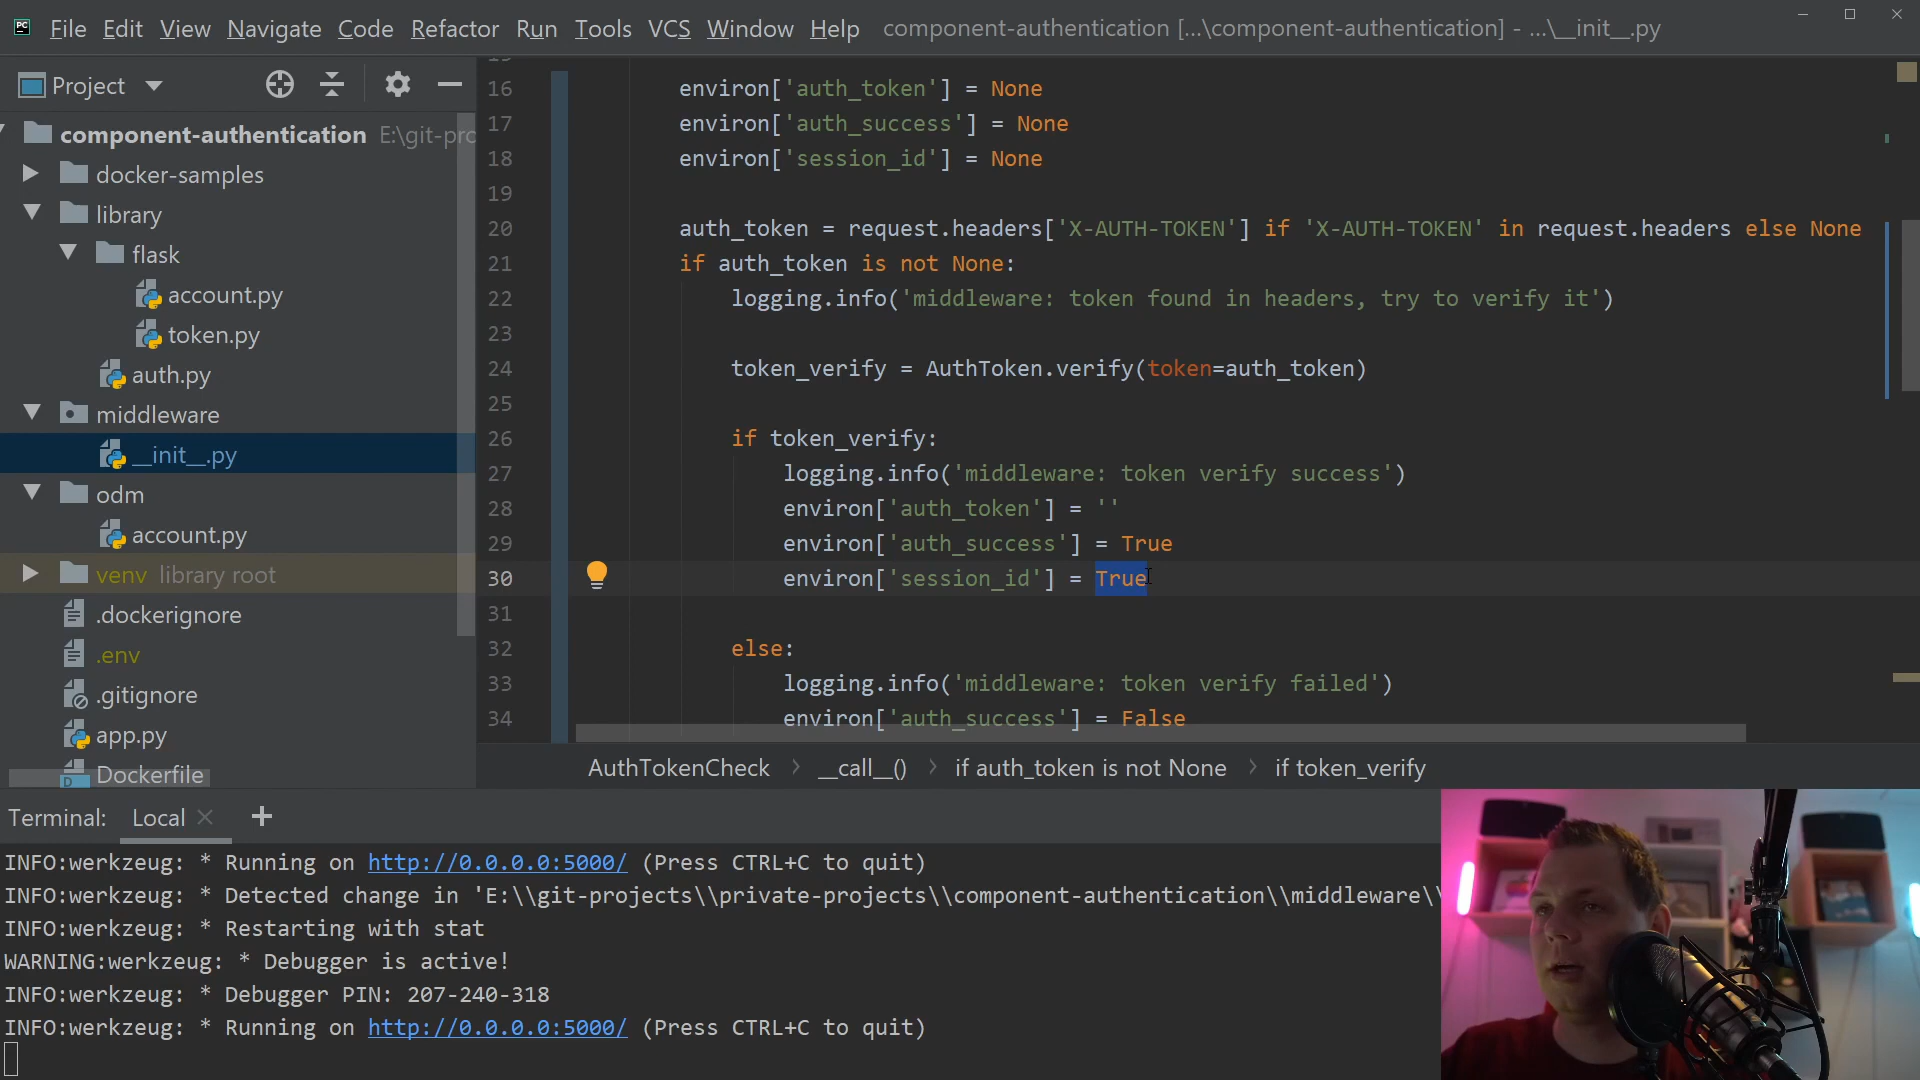 PC File Edit View Navigate Code Refactor Run Tools VCS Window Help component-authentication [...\component-authentication] - ...\__init__.py
Project
component-authentication E:\git-pro
docker-samples
library
flask
account.py
token.py
auth.py
middleware
__init__.py
odm
account.py
venv library root
.dockerignore
.env
.gitignore
app.py
Dockerfile
16 environ['auth_token'] = None
17 environ['auth_success'] = None
18 environ['session_id'] = None
19
20 auth_token = request.headers['X-AUTH-TOKEN'] if 'X-AUTH-TOKEN' in request.headers else None
21 if auth_token is not None:
22 logging.info('middleware: token found in headers, try to verify it')
23
24 token_verify = AuthToken.verify(token=auth_token)
25
26 if token_verify:
27 logging.info('middleware: token verify success')
28 environ['auth_token'] = ''
29 environ['auth_success'] = True
30 environ['session_id'] = True
31
32 else:
33 logging.info('middleware: token verify failed')
34 environ['auth_success'] = False
AuthTokenCheck > __call__() > if auth_token is not None > if token_verify
Terminal: Local × +
INFO:werkzeug: * Running on http://0.0.0.0:5000/ (Press CTRL+C to quit)
INFO:werkzeug: * Detected change in 'E:\\git-projects\\private-projects\\component-authentication\\middleware\\
INFO:werkzeug: * Restarting with stat
WARNING:werkzeug: * Debugger is active!
INFO:werkzeug: * Debugger PIN: 207-240-318
INFO:werkzeug: * Running on http://0.0.0.0:5000/ (Press CTRL+C to quit)